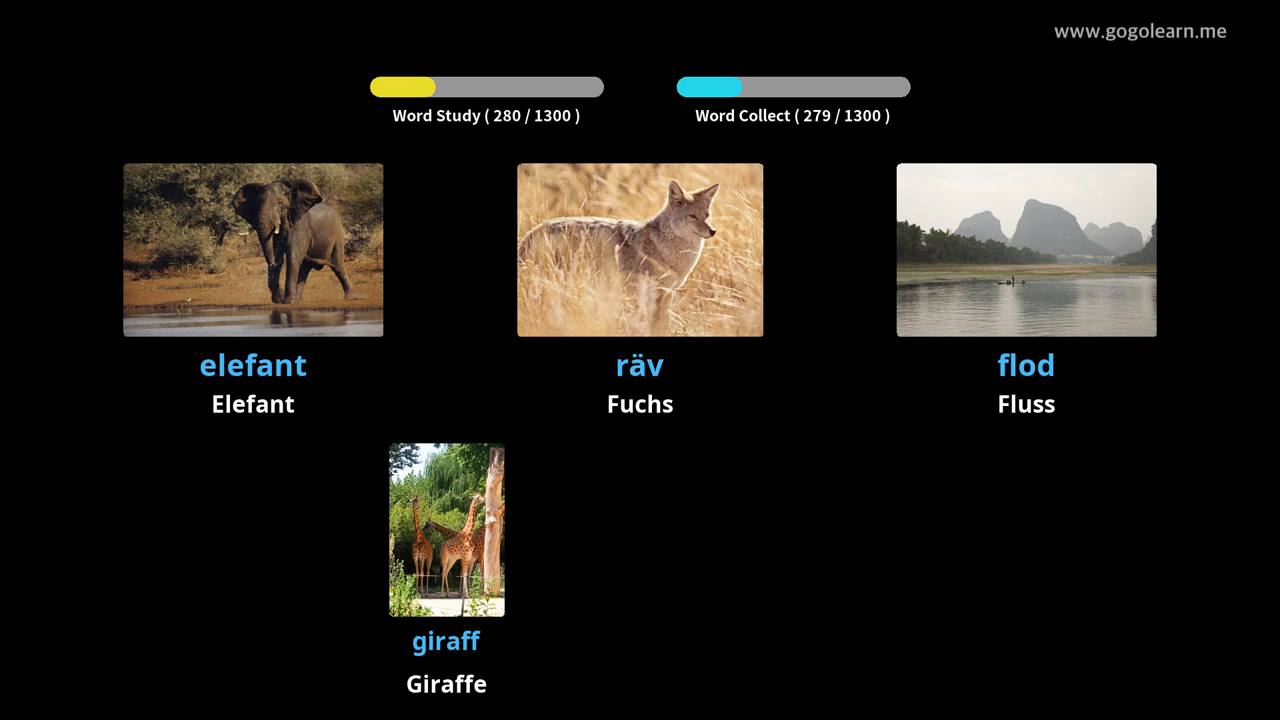 www.gogolearn.me
Word Study ( 280 / 1300 )
Word Collect ( 279 / 1300 )
elefant
Elefant
räv
Fuchs
flod
Fluss
giraff
Giraffe